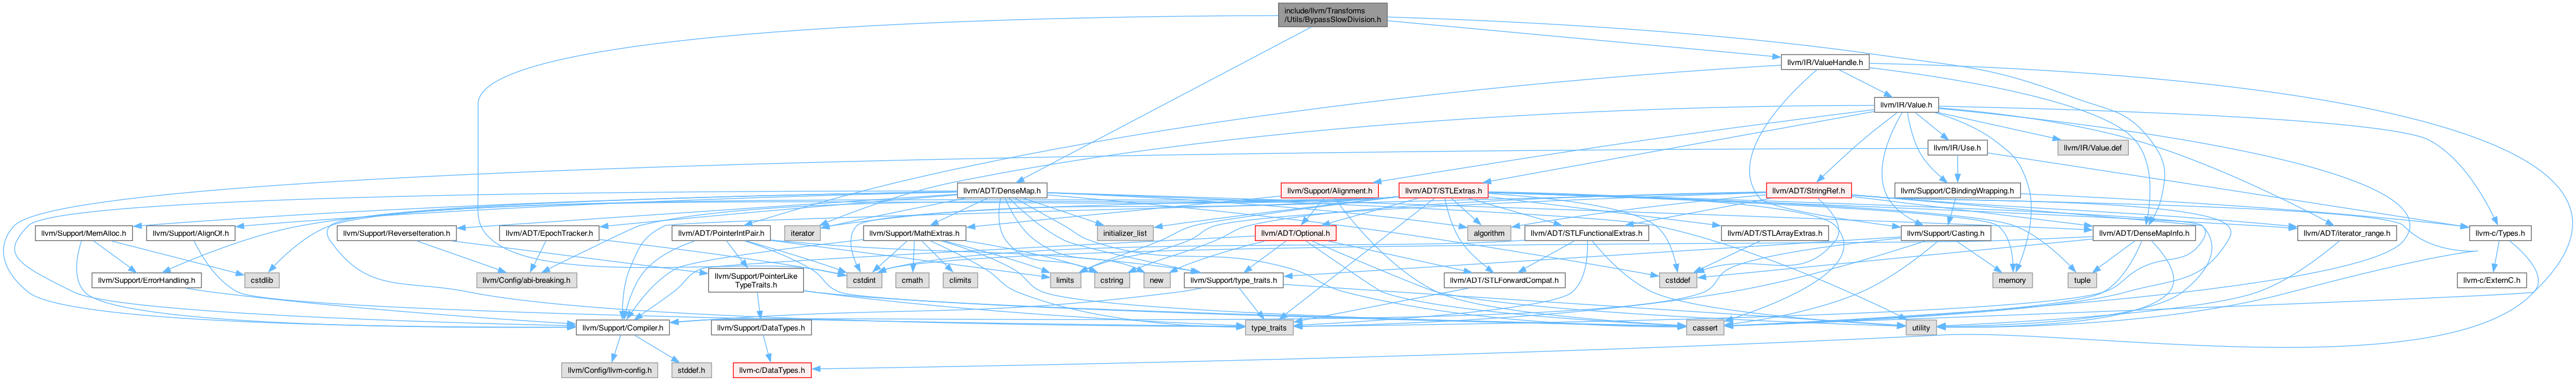 include/llvm/Transforms
/Utils/BypassSlowDivision.h
llvm/IR/ValueHandle.h
llvm/IR/Value.h
llvm/IR/Use.h
llvm/IR/Value.def
llvm/ADT/DenseMap.h
llvm/Support/Alignment.h
llvm/ADT/STLExtras.h
llvm/ADT/StringRef.h
llvm/Support/CBindingWrapping.h
llvm/Support/MemAlloc.h
llvm/Support/AlignOf.h
llvm/Support/ReverseIteration.h
llvm/ADT/EpochTracker.h
llvm/ADT/PointerIntPair.h
iterator
llvm/Support/MathExtras.h
initializer_list
llvm/ADT/Optional.h
algorithm
llvm/ADT/STLFunctionalExtras.h
llvm/ADT/STLArrayExtras.h
llvm/Support/Casting.h
llvm/ADT/DenseMapInfo.h
llvm/ADT/iterator_range.h
llvm-c/Types.h
llvm/Support/ErrorHandling.h
cstdlib
llvm/Config/abi-breaking.h
llvm/Support/PointerLike
TypeTraits.h
cstdint
cmath
climits
limits
cstring
new
llvm/Support/type_traits.h
llvm/ADT/STLForwardCompat.h
cstddef
memory
tuple
llvm-c/ExternC.h
llvm/Support/Compiler.h
llvm/Support/DataTypes.h
type_traits
cassert
utility
llvm/Config/llvm-config.h
stddef.h
llvm-c/DataTypes.h